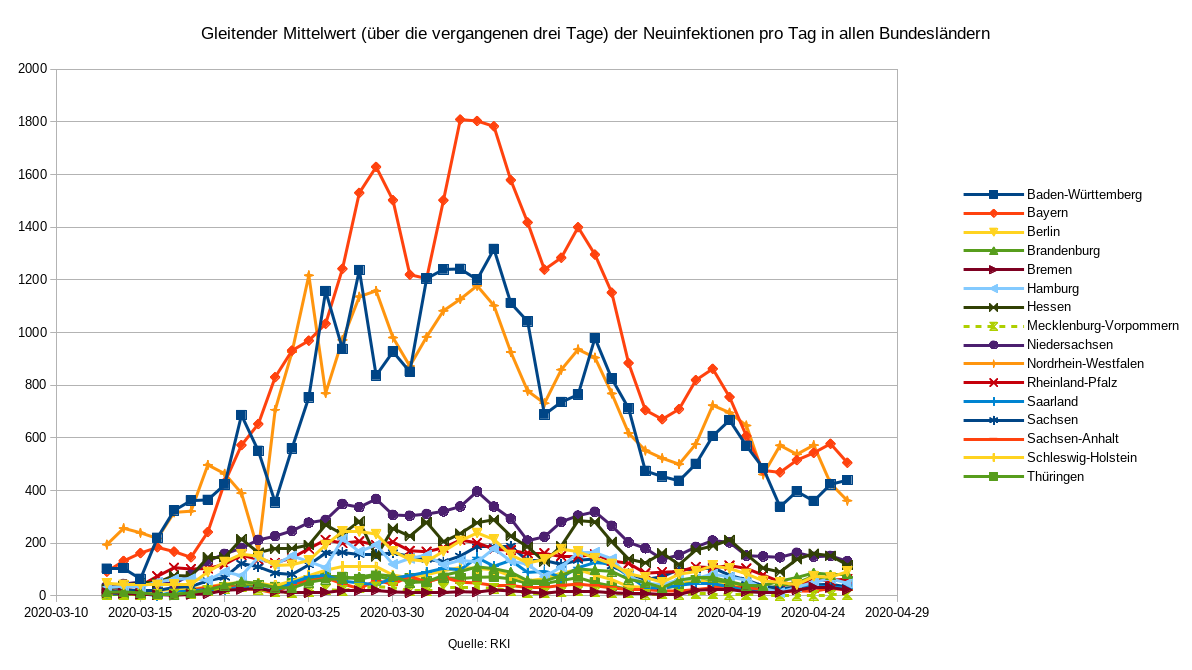 Gleitender Mittelwert (über die vergangenen drei Tage) der Neuinfektionen pro Tag in allen Bundesländern
2000
1800
1600
1400
1200
1000
800
600
400
200
0
2020-03-10 2020-03-15 2020-03-20 2020-03-25 2020-03-30 2020-04-04 2020-04-09 2020-04-14 2020-04-19 2020-04-24 2020-04-29
Quelle: RKI
Baden-Württemberg
Bayern
Berlin
Brandenburg
Bremen
Hamburg
Hessen
Mecklenburg-Vorpommern
Niedersachsen
Nordrhein-Westfalen
Rheinland-Pfalz
Saarland
Sachsen
Sachsen-Anhalt
Schleswig-Holstein
Thüringen